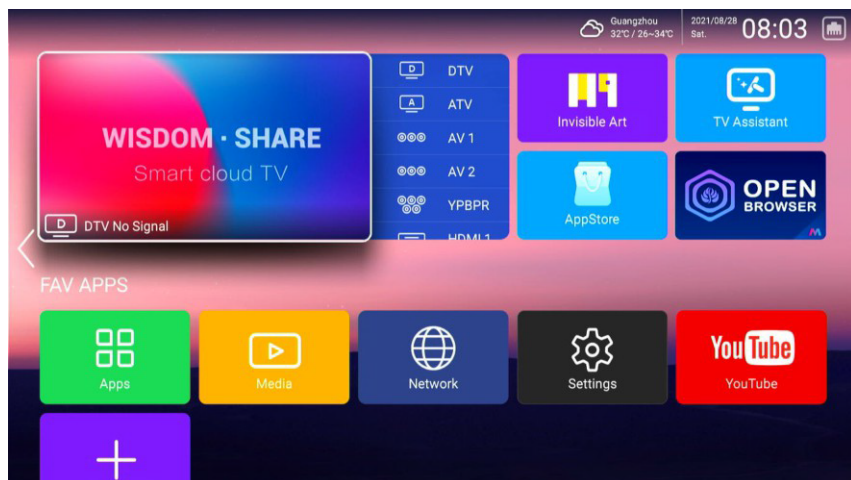 Guangzhou
32℃ / 26~34℃
2021/08/28
Sat.
08:03
WISDOM · SHARE
Smart cloud TV
D
DTV No Signal
D
DTV
A
ATV
AV 1
AV 2
YPBPR
HDMI 1
Invisible Art
TV Assistant
AppStore
OPEN
BROWSER
FAV APPS
Apps
Media
Network
Settings
YouTube
YouTube